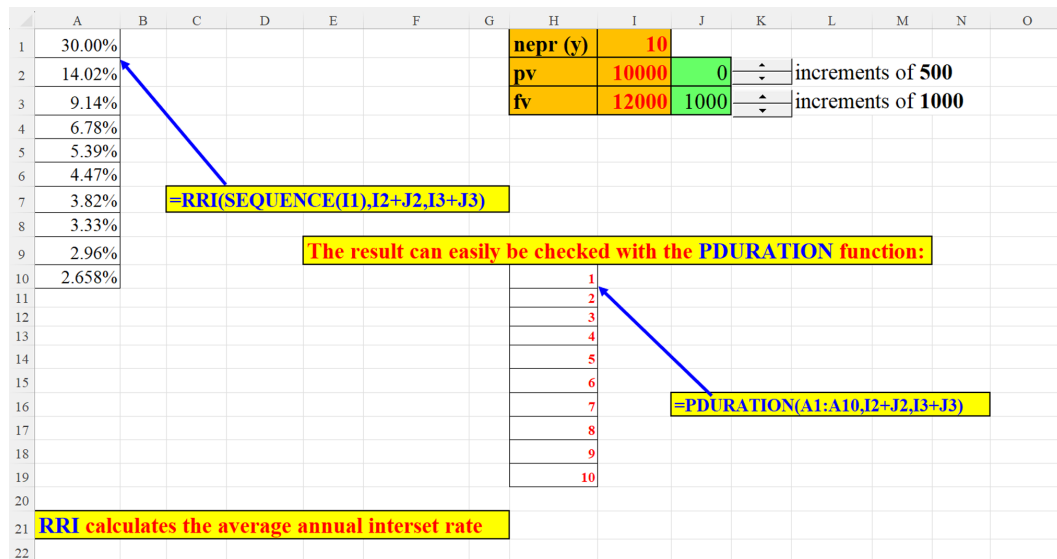 A B C D E F G H I J K L M N O
1 30.00% nepr (y) 10
2 14.02% pv 10000 0 increments of 500
3 9.14% fv 12000 1000 increments of 1000
4 6.78%
5 5.39%
6 4.47%
7 3.82% =RRI(SEQUENCE(I1),I2+J2,I3+J3)
8 3.33%
9 2.96% The result can easily be checked with the PDURATION function:
10 2.658% 1
11 2
12 3
13 4
14 5
15 6
16 7 =PDURATION(A1:A10,I2+J2,I3+J3)
17 8
18 9
19 10
20
21 RRI calculates the average annual interset rate
22